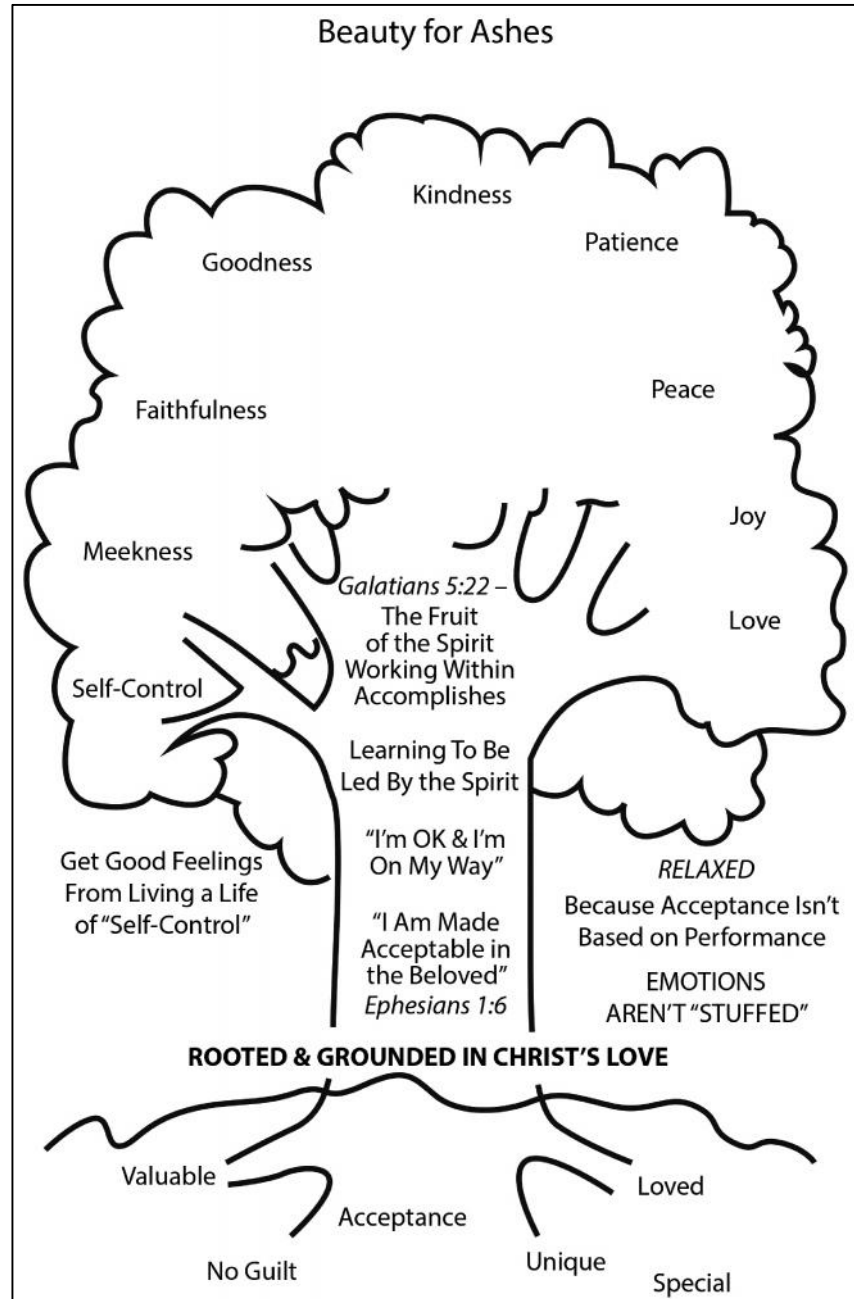 Beauty for Ashes
Kindness
Goodness
Patience
Faithfulness
Peace
Meekness
Joy
Love
Self-Control
Galatians 5:22 –
The Fruit
of the Spirit
Working Within
Accomplishes
Learning To Be
Led By the Spirit
"I'm OK & I'm
On My Way"
"I Am Made
Acceptable in
the Beloved"
Ephesians 1:6
Get Good Feelings
From Living a Life
of "Self-Control"
RELAXED
Because Acceptance Isn't
Based on Performance
EMOTIONS
AREN'T "STUFFED"
ROOTED & GROUNDED IN CHRIST'S LOVE
Valuable
Loved
Acceptance
No Guilt
Unique
Special